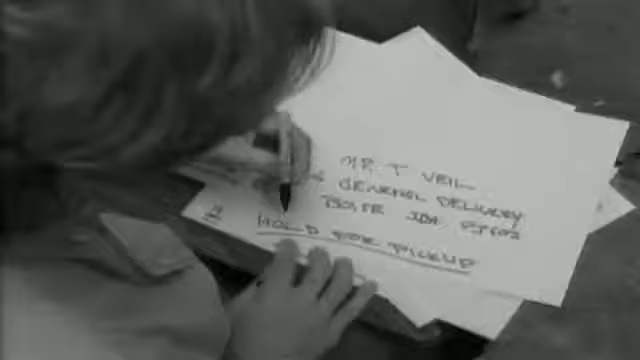 MR. T VEIL
GENERAL DELIVERY
BOISE IDA
HOLD FOR PICKUP